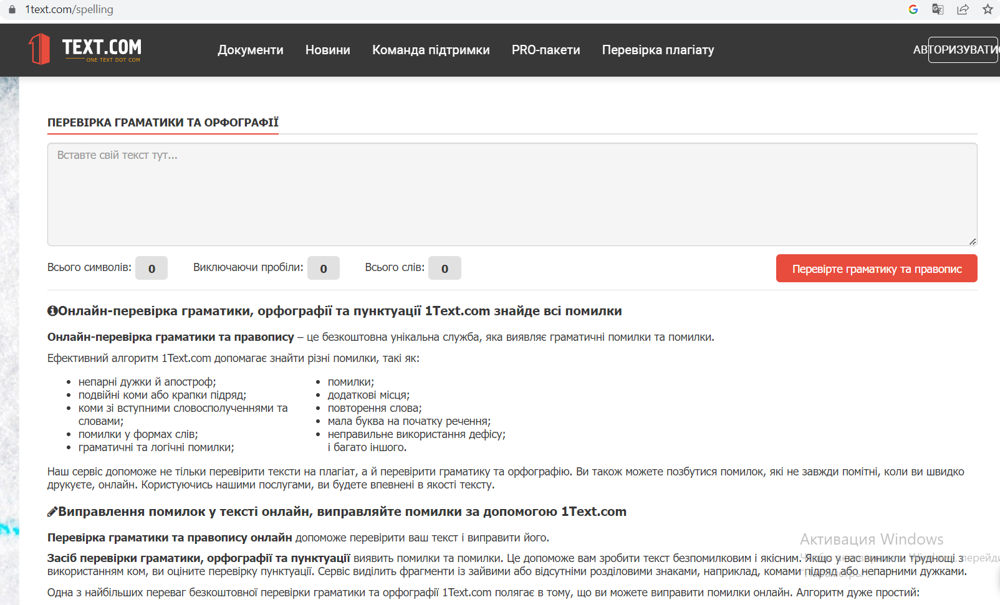 1text.com/spelling
TEXT.COM
ONE TEXT DOT COM
Документи Новини Команда підтримки PRO-пакети Перевірка плагіату АВТОРИЗУВАТИС
ПЕРЕВІРКА ГРАМАТИКИ ТА ОРФОГРАФІЇ
Вставте свій текст тут...
Всього символів: 0 Виключаючи пробіли: 0 Всього слів: 0 Перевірте граматику та правопис
Онлайн-перевірка граматики, орфографії та пунктуації 1Text.com знайде всі помилки
Онлайн-перевірка граматики та правопису – це безкоштовна унікальна служба, яка виявляє граматичні помилки та помилки.
Ефективний алгоритм 1Text.com допомагає знайти різні помилки, такі як:
• непарні дужки й апостроф;
• подвійні коми або крапки підряд;
• коми зі вступними словосполученнями та
словами;
• помилки у формах слів;
• граматичні та логічні помилки;
• помилки;
• додаткові місця;
• повторення слова;
• мала буква на початку речення;
• неправильне використання дефісу;
і багато іншого.
Наш сервіс допоможе не тільки перевірити тексти на плагіат, а й перевірити граматику та орфографію. Ви також можете позбутися помилок, які не завжди помітні, коли ви швидко
друкуєте, онлайн. Користуючись нашими послугами, ви будете впевнені в якості тексту.
Виправлення помилок у тексті онлайн, виправляйте помилки за допомогою 1Text.com
Перевірка граматики та правопису онлайн допоможе перевірити ваш текст і виправити його.
Засіб перевірки граматики, орфографії та пунктуації виявить помилки та помилки. Це допоможе вам зробити текст безпомилковим і якісним. Якщо у вас виникли труднощі з
використанням ком, ви оціните перевірку пунктуації. Сервіс виділить фрагменти із зайвими або відсутніми розділовими знаками, наприклад, комами підряд або непарними дужками.
Одна з найбільших переваг безкоштовної перевірки граматики та орфографії 1Text.com полягає в тому, що ви можете виправити помилки онлайн. Алгоритм дуже простий:
Активация Windows
Чтобы активировать Windows, перейди
"Параметры".